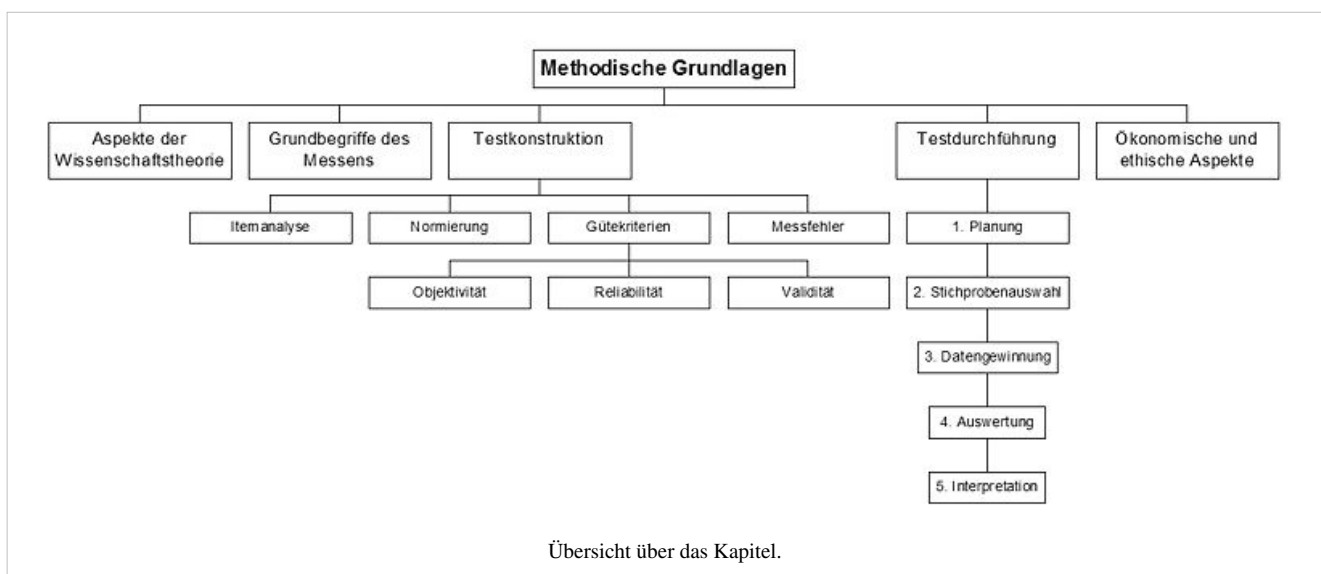 Methodische Grundlagen
Aspekte der
Wissenschaftstheorie
Grundbegriffe des
Messens
Testkonstruktion
Testdurchführung
Ökonomische und
ethische Aspekte
Itemanalyse
Normierung
Gütekriterien
Messfehler
1. Planung
Objektivität
Reliabilität
Validität
2. Stichprobenauswahl
3. Datengewinnung
4. Auswertung
5. Interpretation
Übersicht über das Kapitel.